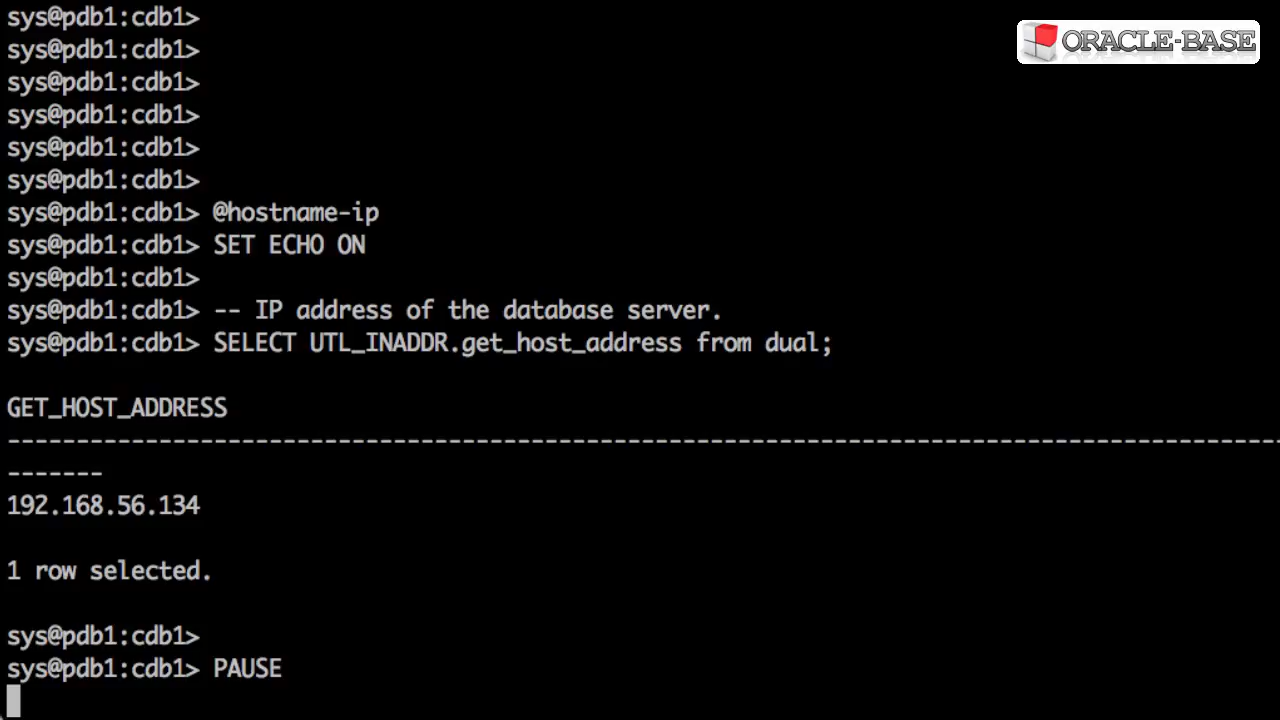 sys@pdb1:cdb1>
ORACLE-BASE
sys@pdb1:cdb1>
sys@pdb1:cdb1>
sys@pdb1:cdb1>
sys@pdb1:cdb1>
sys@pdb1:cdb1>
sys@pdb1:cdb1> @hostname-ip
sys@pdb1:cdb1> SET ECHO ON
sys@pdb1:cdb1>
sys@pdb1:cdb1> -- IP address of the database server.
sys@pdb1:cdb1> SELECT UTL_INADDR.get_host_address from dual;
GET_HOST_ADDRESS
--------------------------------------------------------------------------------------------
-------
192.168.56.134
1 row selected.
sys@pdb1:cdb1>
sys@pdb1:cdb1> PAUSE